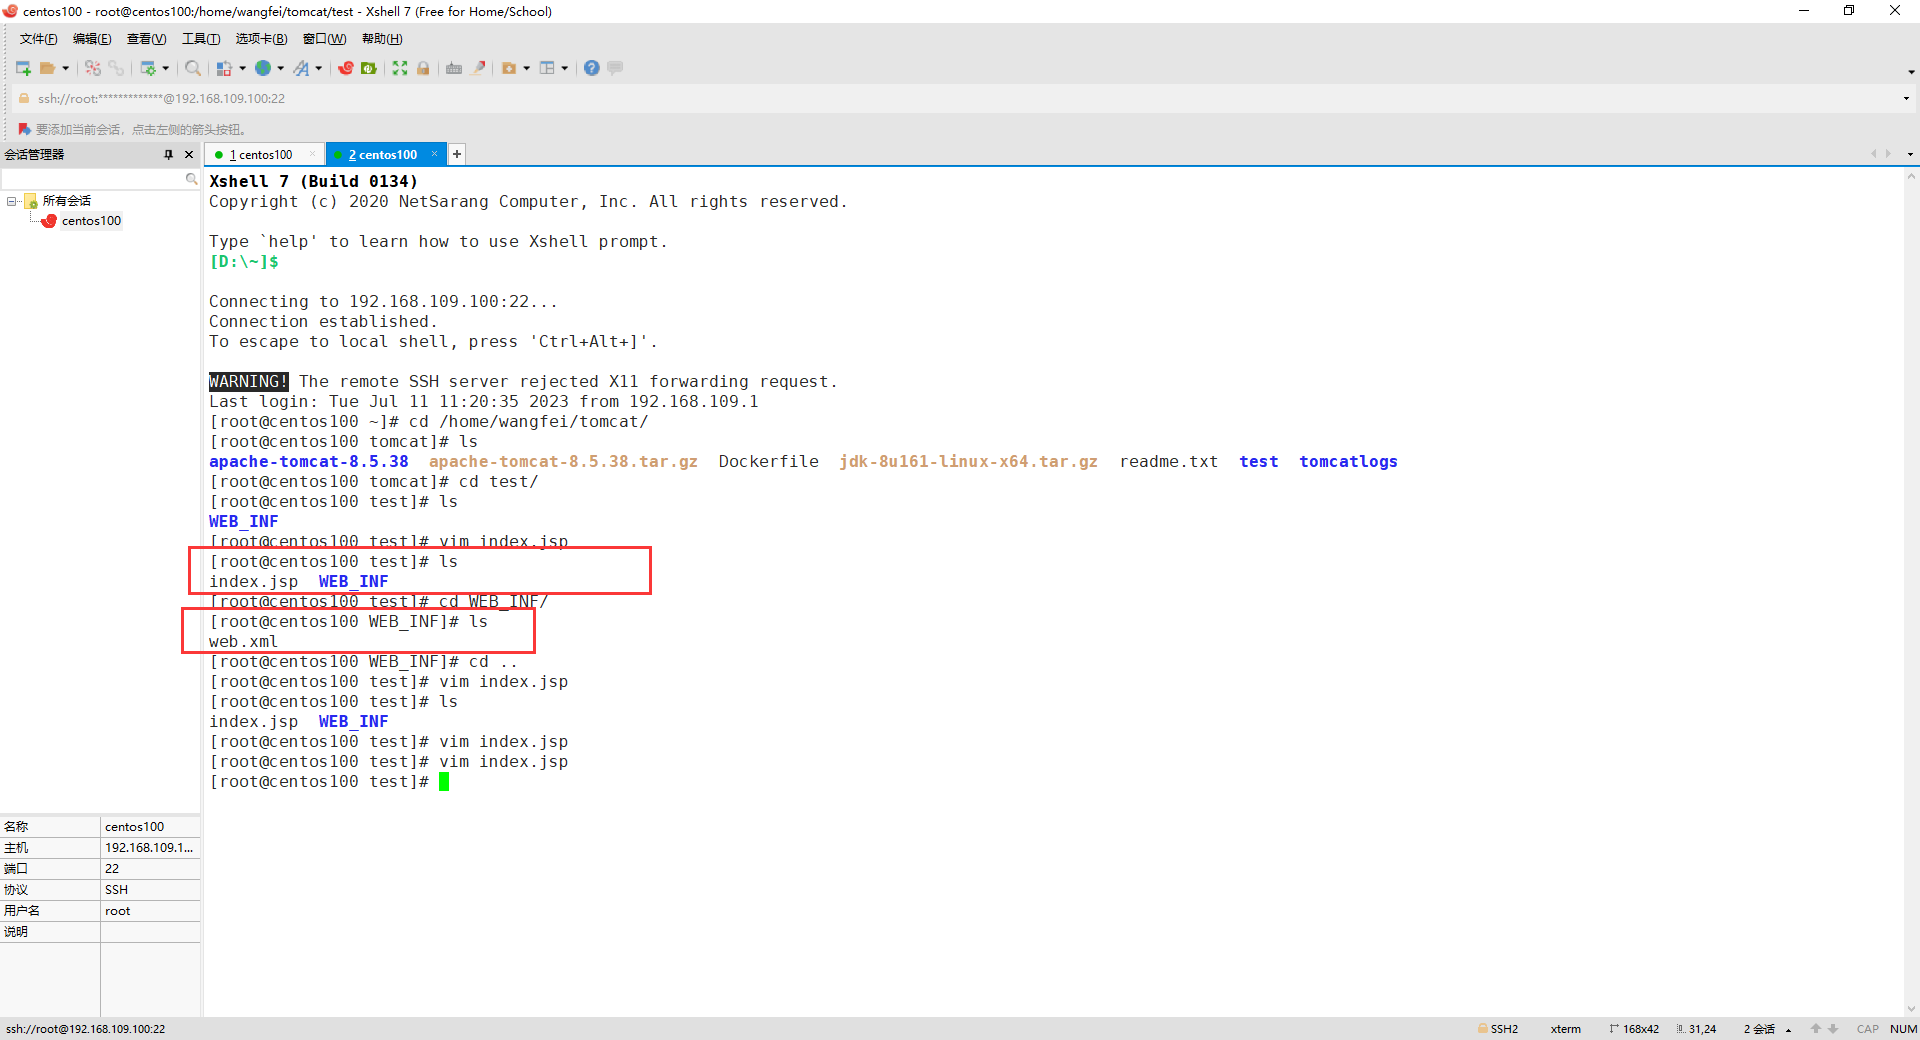 centos100 - root@centos100:/home/wangfei/tomcat/test - Xshell 7 (Free for Home/School)
文件(F) 编辑(E) 查看(V) 工具(T) 选项卡(B) 窗口(W) 帮助(H)
ssh://root:*************@192.168.109.100:22
要添加当前会话，点击左侧的箭头按钮。
会话管理器
1 centos100 2 centos100
所有会话
centos100
Xshell 7 (Build 0134)
Copyright (c) 2020 NetSarang Computer, Inc. All rights reserved.
Type `help' to learn how to use Xshell prompt.
[D:\~]$
Connecting to 192.168.109.100:22...
Connection established.
To escape to local shell, press 'Ctrl+Alt+]'.
WARNING! The remote SSH server rejected X11 forwarding request.
Last login: Tue Jul 11 11:20:35 2023 from 192.168.109.1
[root@centos100 ~]# cd /home/wangfei/tomcat/
[root@centos100 tomcat]# ls
apache-tomcat-8.5.38 apache-tomcat-8.5.38.tar.gz Dockerfile jdk-8u161-linux-x64.tar.gz readme.txt test tomcatlogs
[root@centos100 tomcat]# cd test/
[root@centos100 test]# ls
WEB_INF
[root@centos100 test]# vim index.jsp
[root@centos100 test]# ls
index.jsp WEB_INF
[root@centos100 test]# cd WEB_INF/
[root@centos100 WEB_INF]# ls
web.xml
[root@centos100 WEB_INF]# cd ..
[root@centos100 test]# vim index.jsp
[root@centos100 test]# ls
index.jsp WEB_INF
[root@centos100 test]# vim index.jsp
[root@centos100 test]# vim index.jsp
[root@centos100 test]#
名称 centos100
主机 192.168.109.1...
端口 22
协议 SSH
用户名 root
说明
ssh://root@192.168.109.100:22 SSH2 xterm 168x42 31,24 2 会话 CAP NUM